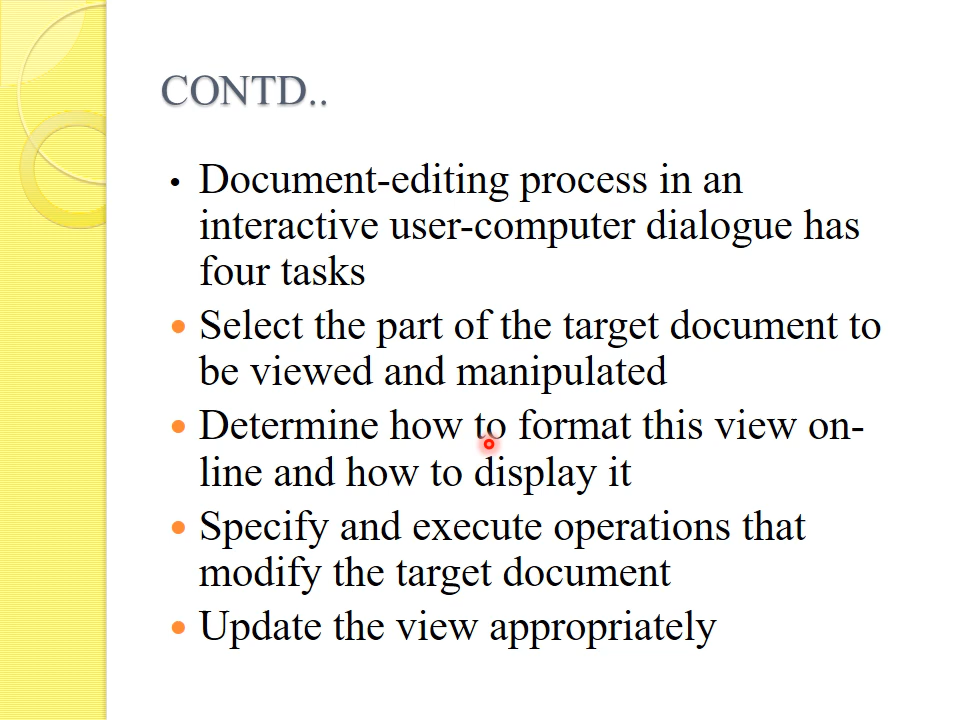 CONTD..
• Document-editing process in an
interactive user-computer dialogue has
four tasks
• Select the part of the target document to
be viewed and manipulated
• Determine how to format this view on-
line and how to display it
• Specify and execute operations that
modify the target document
• Update the view appropriately